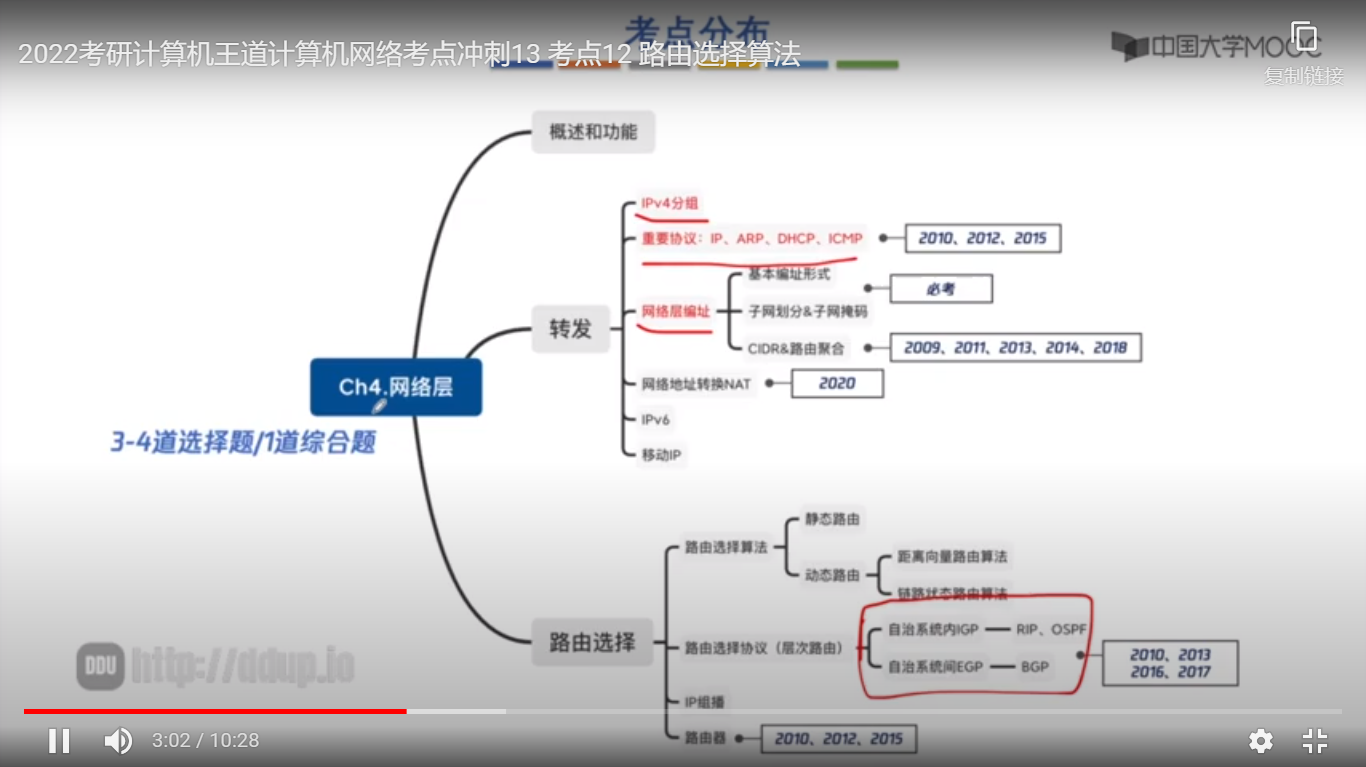 考点分布
2022考研计算机王道计算机网络考点冲刺13 考点12 路由选择算法
中国大学MOOC
复制链接
概述和功能
IPv4分组
重要协议：IP、ARP、DHCP、ICMP
2010、2012、2015
基本编址形式
必考
转发
网络层编址
子网划分&子网掩码
CIDR&路由聚合
2009、2011、2013、2014、2018
Ch4.网络层
网络地址转换NAT
2020
IPv6
3-4道选择题/1道综合题
移动IP
静态路由
路由选择算法
距离向量路由算法
动态路由
链路状态路由算法
自治系统内IGP
RIP、OSPF
路由选择
路由选择协议（层次路由）
2010、2013
2016、2017
自治系统间EGP
BGP
DDU http://ddup.io
IP组播
路由器
2010、2012、2015
3:02 / 10:28